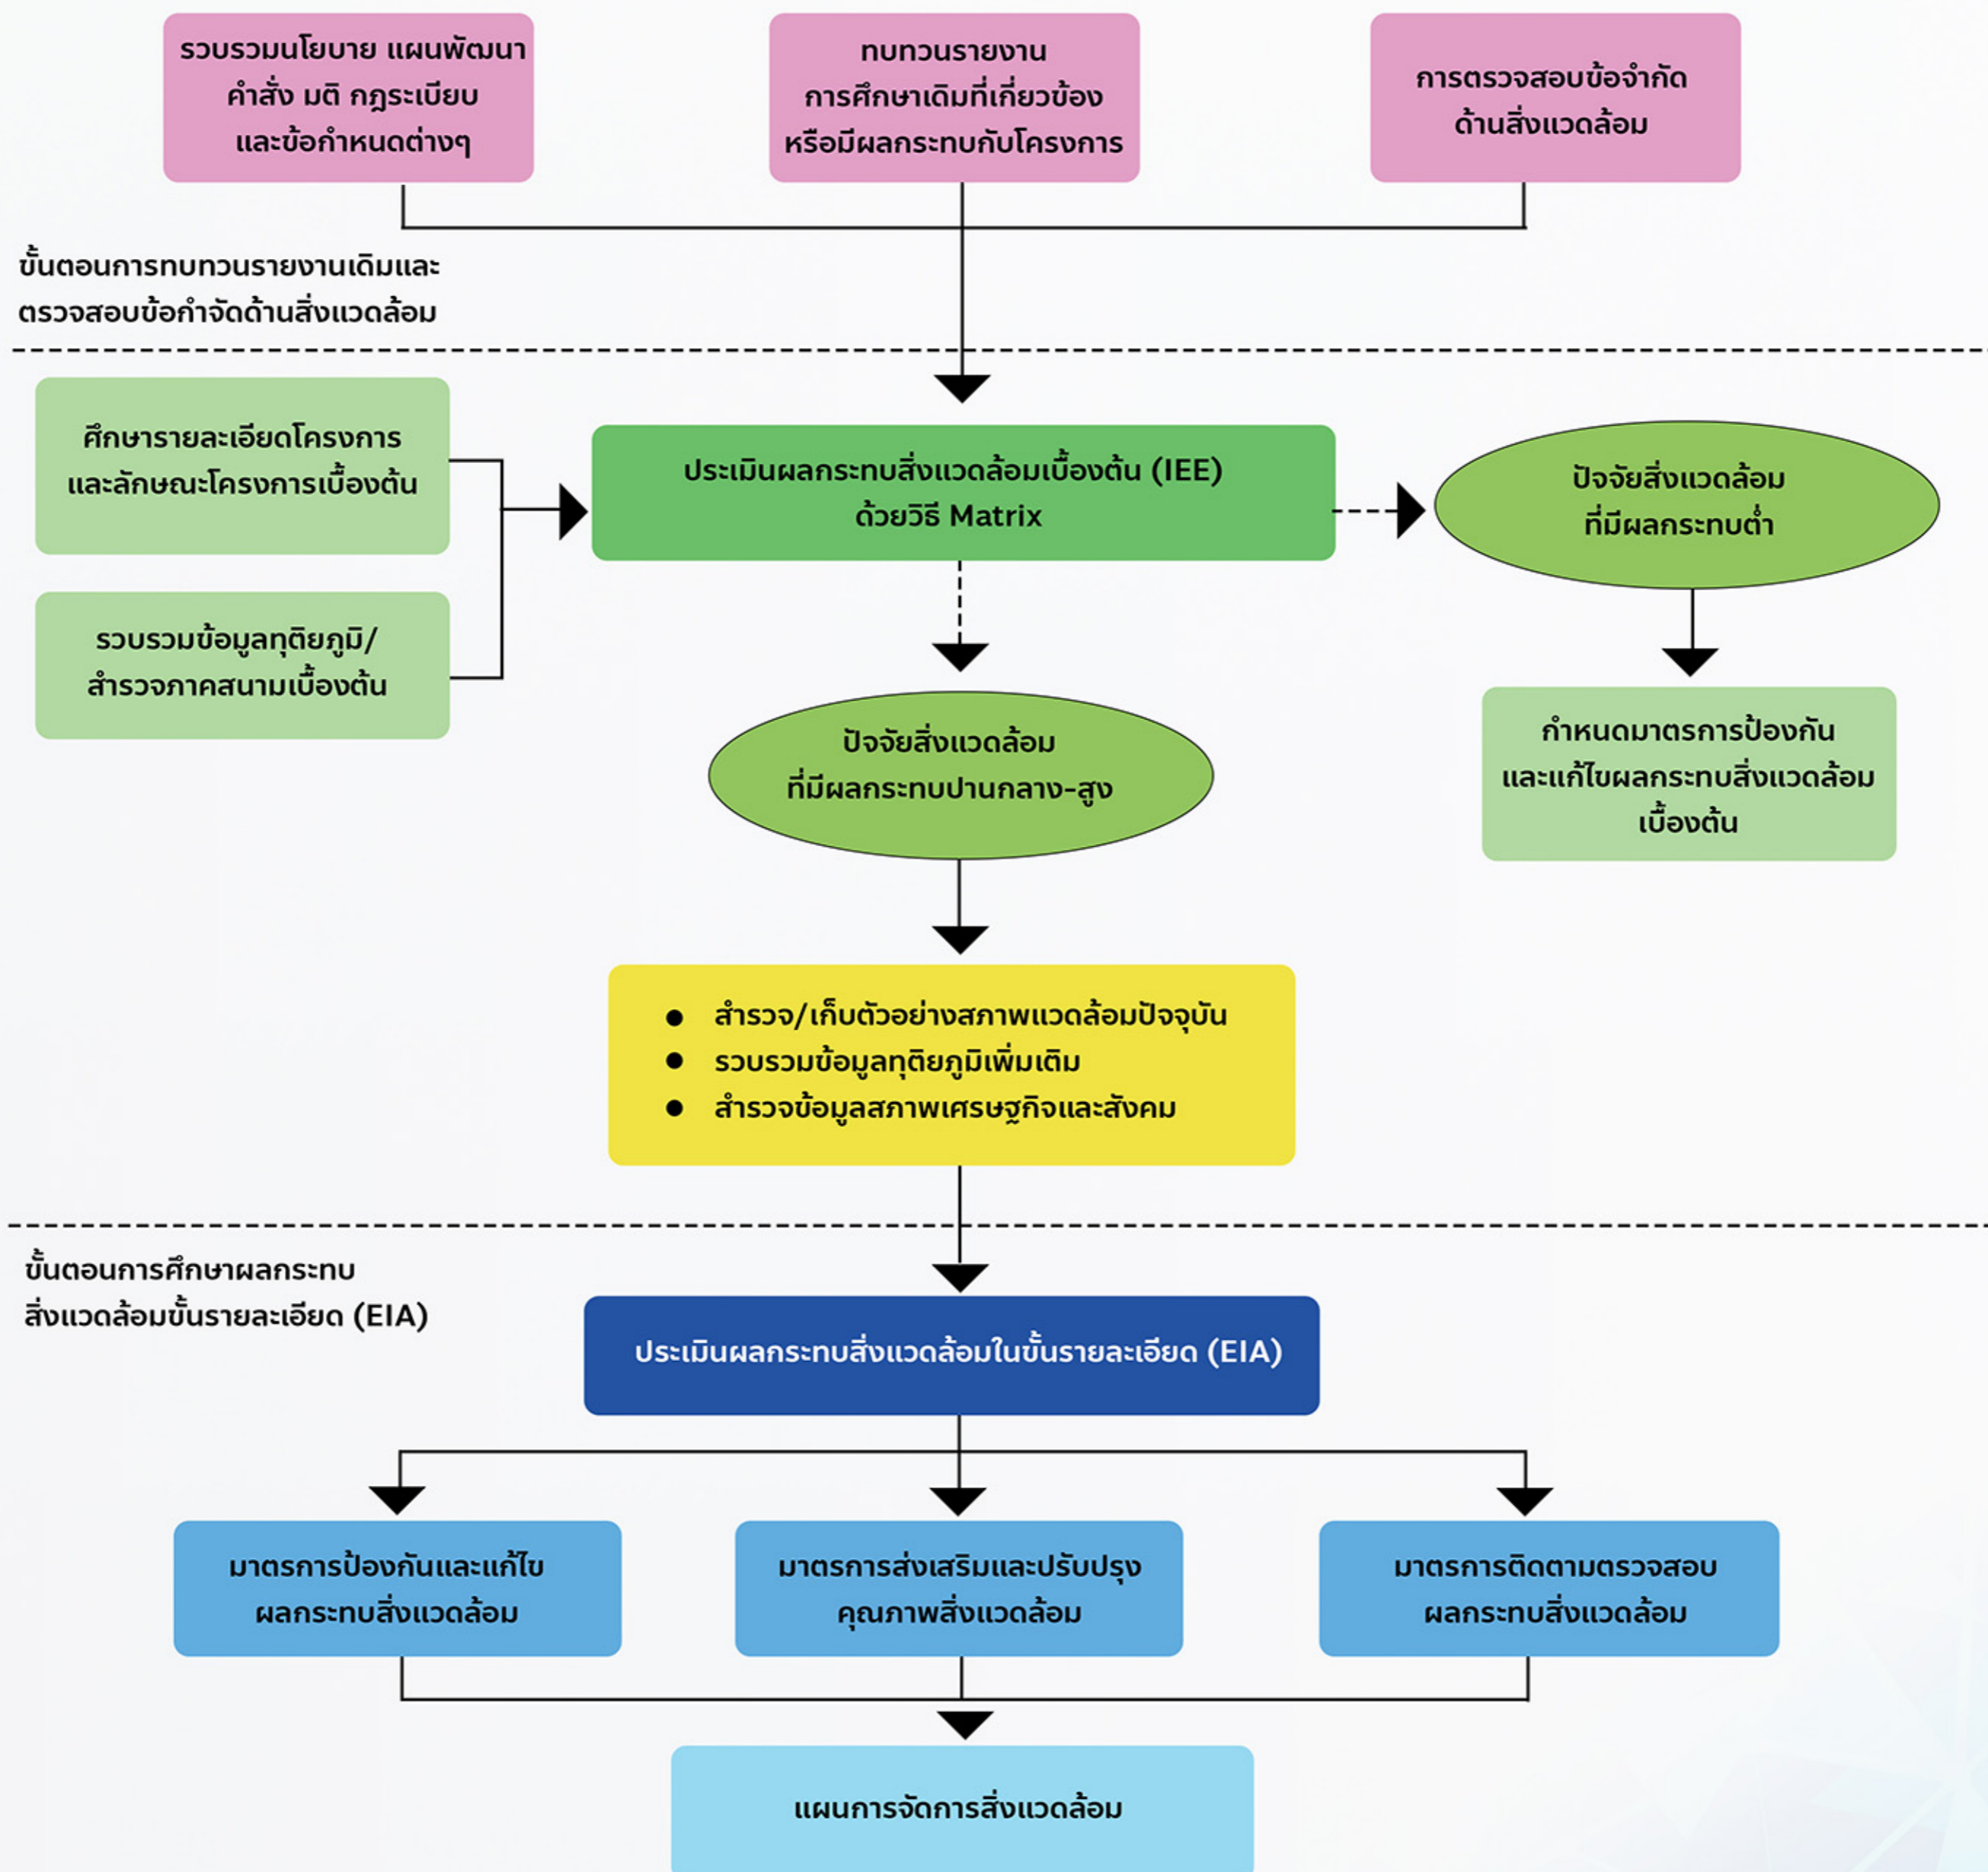 รวบรวมนโยบาย แผนพัฒนา
คำสั่ง มติ กฎระเบียบ
และข้อกำหนดต่างๆ
ทบทวนรายงาน
การศึกษาเดิมที่เกี่ยวข้อง
หรือมีผลกระทบกับโครงการ
การตรวจสอบข้อจำกัด
ด้านสิ่งแวดล้อม
ขั้นตอนการทบทวนรายงานเดิมและ
ตรวจสอบข้อกำจัดด้านสิ่งแวดล้อม
ศึกษารายละเอียดโครงการ
และลักษณะโครงการเบื้องต้น
รวบรวมข้อมูลทุติยภูมิ/
สำรวจภาคสนามเบื้องต้น
ประเมินผลกระทบสิ่งแวดล้อมเบื้องต้น (IEE)
ด้วยวิธี Matrix
ปัจจัยสิ่งแวดล้อม
ที่มีผลกระทบต่ำ
กำหนดมาตรการป้องกัน
และแก้ไขผลกระทบสิ่งแวดล้อม
เบื้องต้น
ปัจจัยสิ่งแวดล้อม
ที่มีผลกระทบปานกลาง-สูง
● สำรวจ/เก็บตัวอย่างสภาพแวดล้อมปัจจุบัน
● รวบรวมข้อมูลทุติยภูมิเพิ่มเติม
● สำรวจข้อมูลสภาพเศรษฐกิจและสังคม
ขั้นตอนการศึกษาผลกระทบ
สิ่งแวดล้อมขั้นรายละเอียด (EIA)
ประเมินผลกระทบสิ่งแวดล้อมในขั้นรายละเอียด (EIA)
มาตรการป้องกันและแก้ไข
ผลกระทบสิ่งแวดล้อม
มาตรการส่งเสริมและปรับปรุง
คุณภาพสิ่งแวดล้อม
มาตรการติดตามตรวจสอบ
ผลกระทบสิ่งแวดล้อม
แผนการจัดการสิ่งแวดล้อม